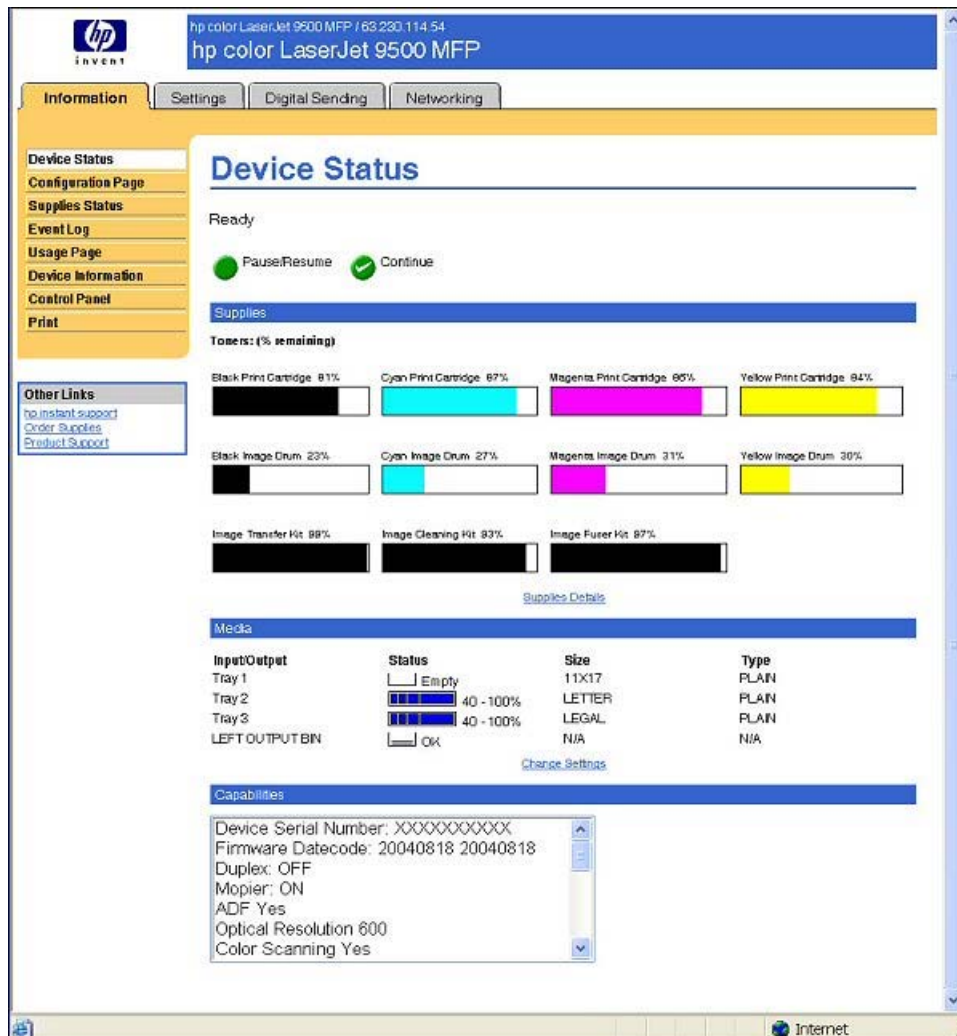 hp
invent
hp color LaserJet 9500 MFP / 63.230.114.54
hp color LaserJet 9500 MFP
Information
Settings
Digital Sending
Networking
Device Status
Configuration Page
Supplies Status
Event Log
Usage Page
Device Information
Control Panel
Print
Other Links
hp instant support
Order Supplies
Product Support
Device Status
Ready
Pause/Resume
Continue
Supplies
Toners: (% remaining)
Black Print Cartridge 81%
Cyan Print Cartridge 87%
Magenta Print Cartridge 86%
Yellow Print Cartridge 84%
Black Image Drum 23%
Cyan Image Drum 27%
Magenta Image Drum 31%
Yellow Image Drum 30%
Image Transfer Kit 99%
Image Cleaning Kit 93%
Image Fuser Kit 97%
Supplies Details
Media
Input/Output Status Size Type
Tray 1 Empty 11X17 PLAIN
Tray 2 40 - 100% LETTER PLAIN
Tray 3 40 - 100% LEGAL PLAIN
LEFT OUTPUT BIN OK N/A N/A
Change Settings
Capabilities
Device Serial Number: XXXXXXXXXX
Firmware Datecode: 20040818 20040818
Duplex: OFF
Mopier: ON
ADF Yes
Optical Resolution 600
Color Scanning Yes
Internet